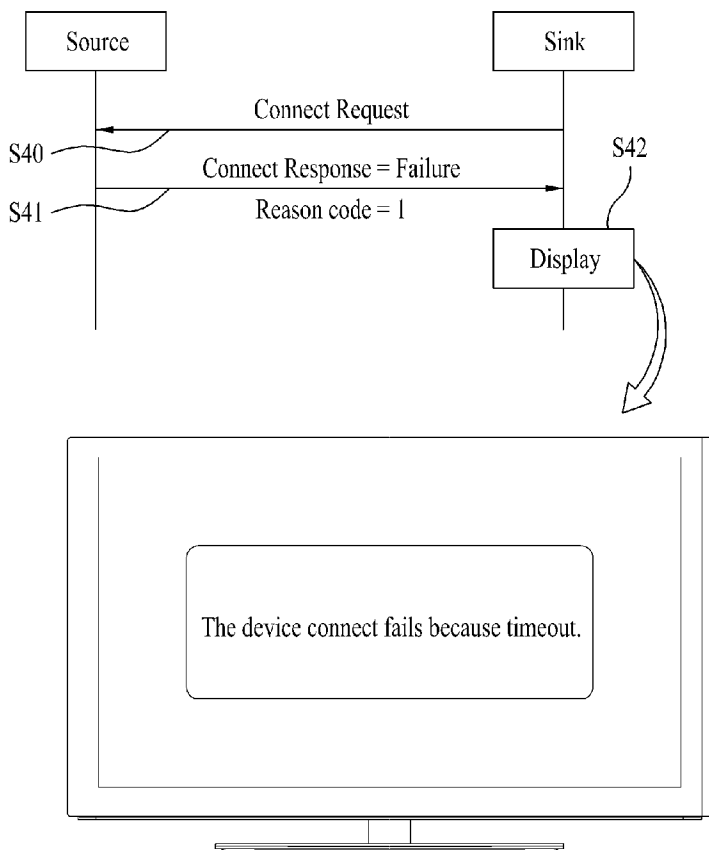 Source
Sink
Connect Request
S40
S42
Connect Response = Failure
S41
Reason code = 1
Display
The device connect fails because timeout.